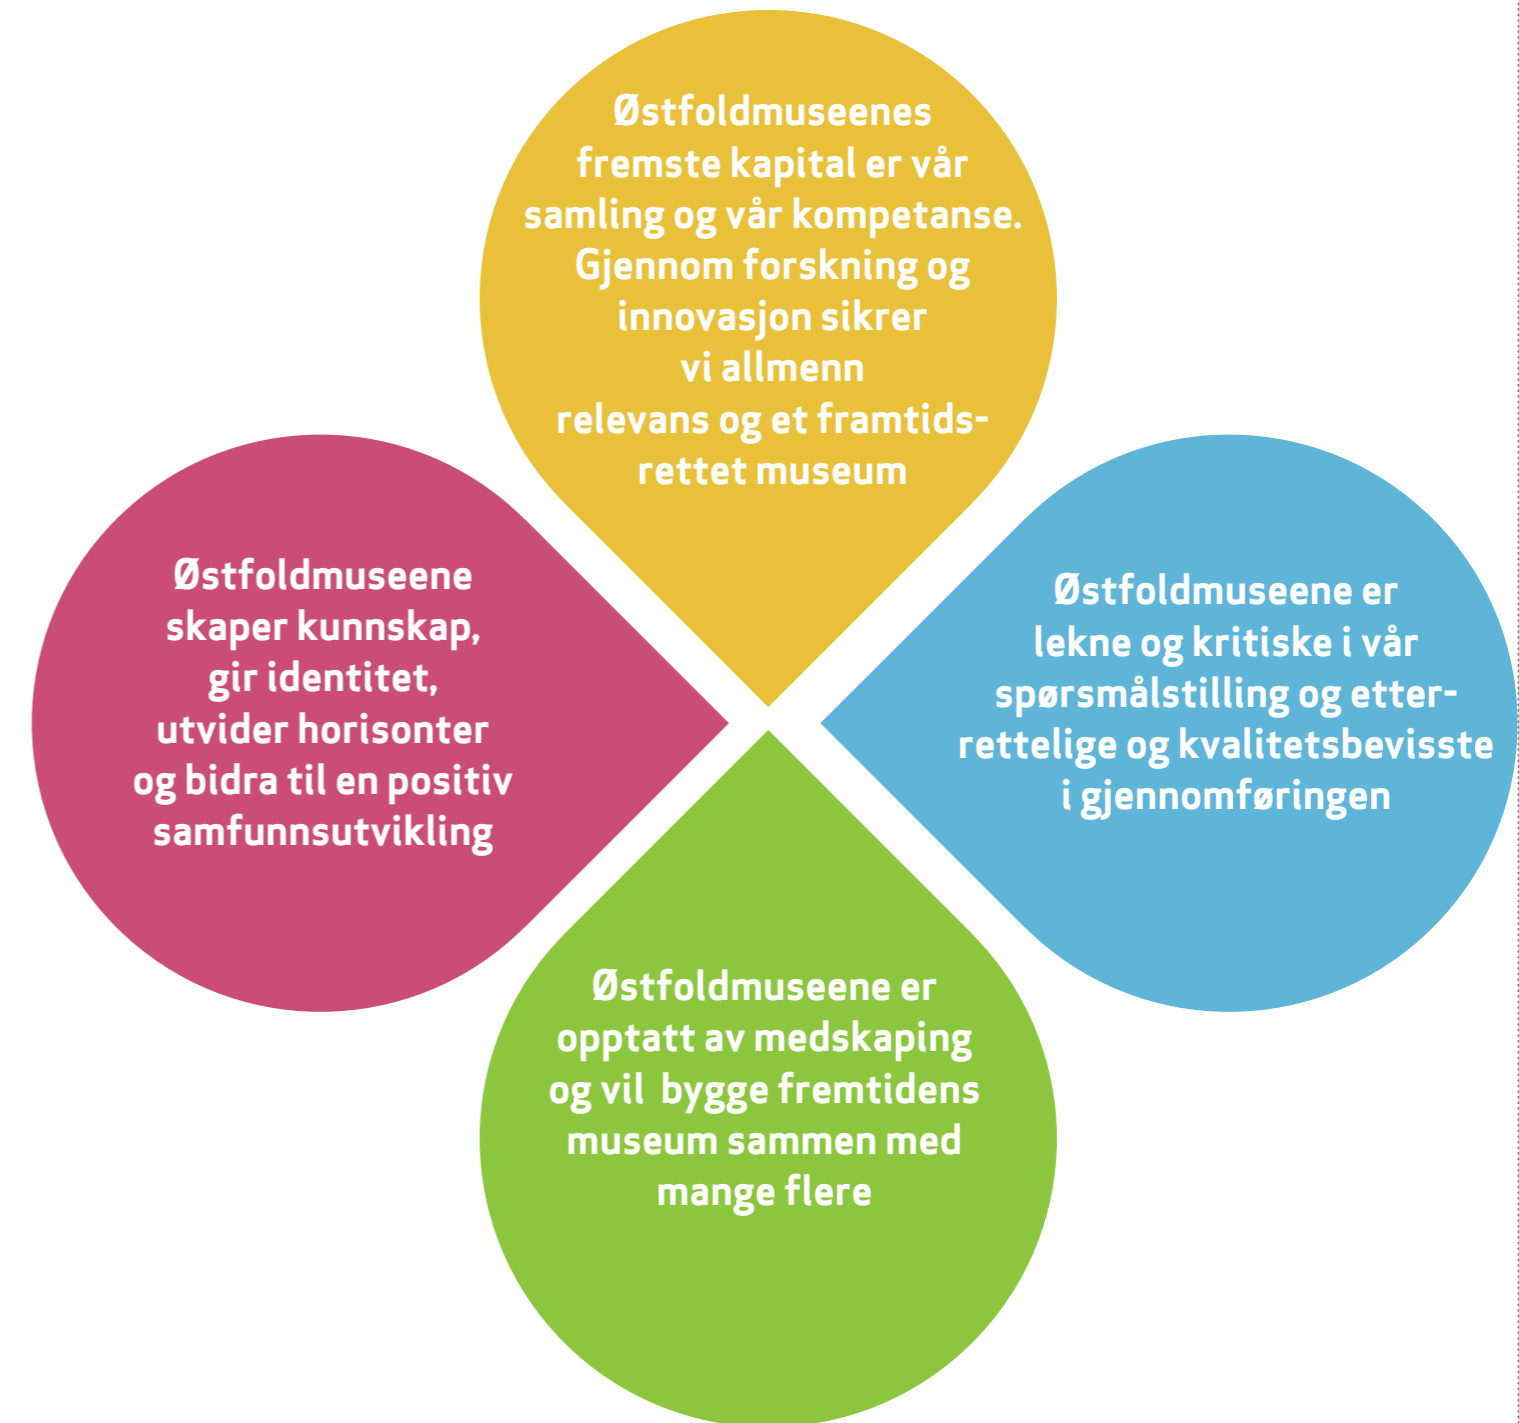 Østfoldmuseenes
fremste kapital er vår
samling og vår kompetanse.
Gjennom forskning og
innovasjon sikrer
vi allmenn
relevans og et framtids-
rettet museum
Østfoldmuseene
skaper kunnskap,
gir identitet,
utvider horisonter
og bidra til en positiv
samfunnsutvikling
Østfoldmuseene er
lekne og kritiske i vår
spørsmålstilling og etter-
rettelige og kvalitetsbevisste
i gjennomføringen
Østfoldmuseene er
opptatt av medskaping
og vil  bygge fremtidens
museum sammen med
mange flere